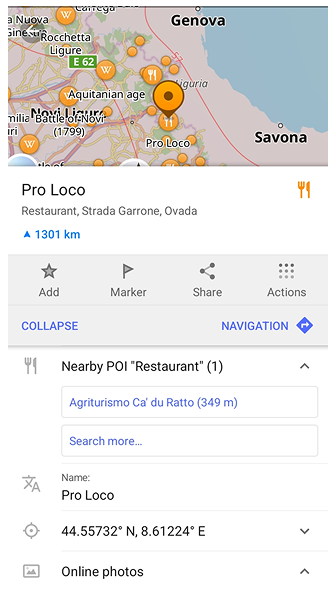 Carrega Ligure
a Nuova
Genova
Rocchetta
Ligure
E 62
Aquitanian age
Liguria
Novi Ligure
Battle of Novi
(1799)
Pro Loco
Savona
Pro Loco
Restaurant, Strada Garrone, Ovada
1301 km
Add
Marker
Share
Actions
COLLAPSE
NAVIGATION
Nearby POI "Restaurant" (1)
Agriturismo Ca' du Ratto (349 m)
Search more…
Name:
Pro Loco
44.55732° N, 8.61224° E
Online photos